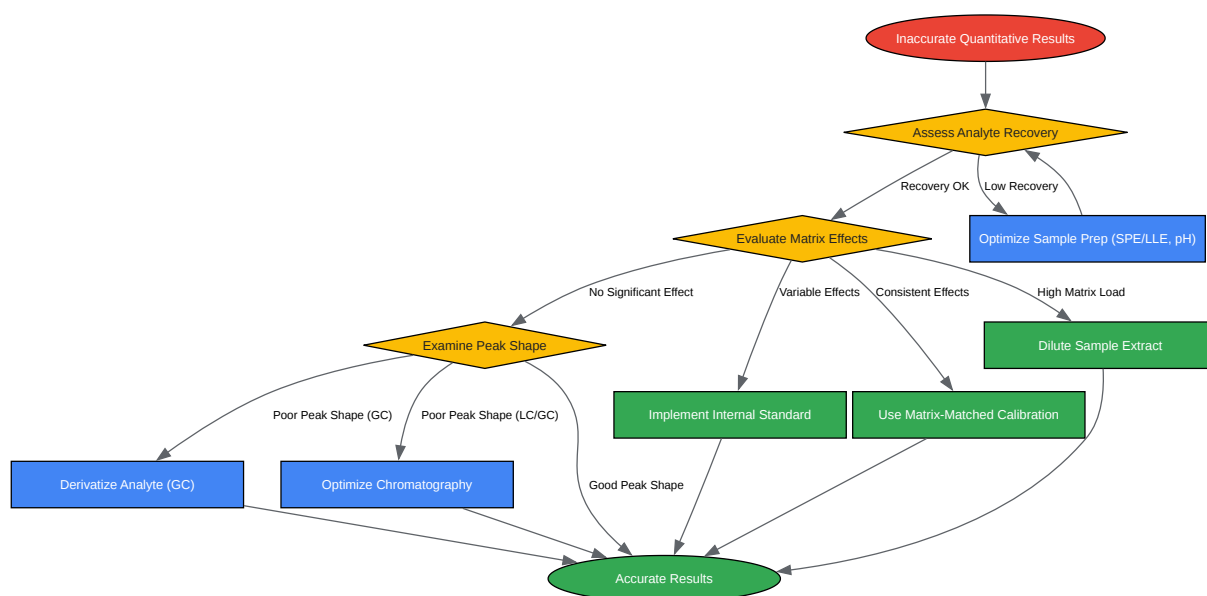 Inaccurate Quantitative Results
Assess Analyte Recovery
Recovery OK
Low Recovery
Evaluate Matrix Effects
Optimize Sample Prep (SPE/LLE, pH)
No Significant Effect
Variable Effects
Consistent Effects
High Matrix Load
Examine Peak Shape
Dilute Sample Extract
Poor Peak Shape (GC)
Poor Peak Shape (LC/GC)
Implement Internal Standard
Use Matrix-Matched Calibration
Derivatize Analyte (GC)
Optimize Chromatography
Good Peak Shape
Accurate Results